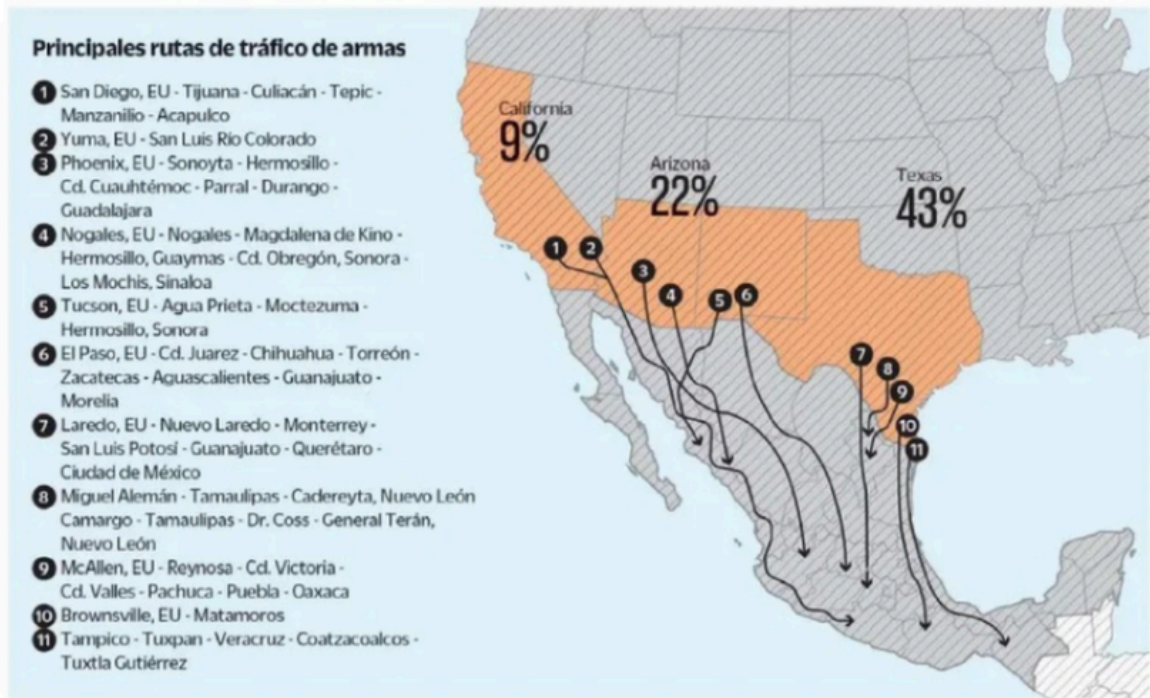 Principales rutas de tráfico de armas
1 San Diego, EU - Tijuana - Culiacán - Tepic -
Manzanilio - Acapulco
2 Yuma, EU - San Luis Río Colorado
3 Phoenix, EU - Sonoyta - Hermosillo -
Cd. Cuauhtémoc - Parral - Durango -
Guadalajara
4 Nogales, EU - Nogales - Magdalena de Kino -
Hermosillo, Guaymas - Cd. Obregón, Sonora -
Los Mochis, Sinaloa
5 Tucson, EU - Agua Prieta - Moctezuma -
Hermosillo, Sonora
6 El Paso, EU - Cd. Juarez - Chihuahua - Torreón -
Zacatecas - Aguascalientes - Guanajuato -
Morelia
7 Laredo, EU - Nuevo Laredo - Monterrey -
San Luis Potosí - Guanajuato - Querétaro -
Ciudad de México
8 Miguel Alemán - Tamaulipas - Cadereyta, Nuevo León
Camargo - Tamaulipas - Dr. Coss - General Terán,
Nuevo León
9 McAllen, EU - Reynosa - Cd. Victoria -
Cd. Valles - Pachuca - Puebla - Oaxaca
10 Brownsville, EU - Matamoros
11 Tampico - Tuxpan - Veracruz - Coatzacoalcos -
Tuxtla Gutiérrez
California
9%
Arizona
22%
Texas
43%
1
2
3
4
5
6
7
8
9
10
11